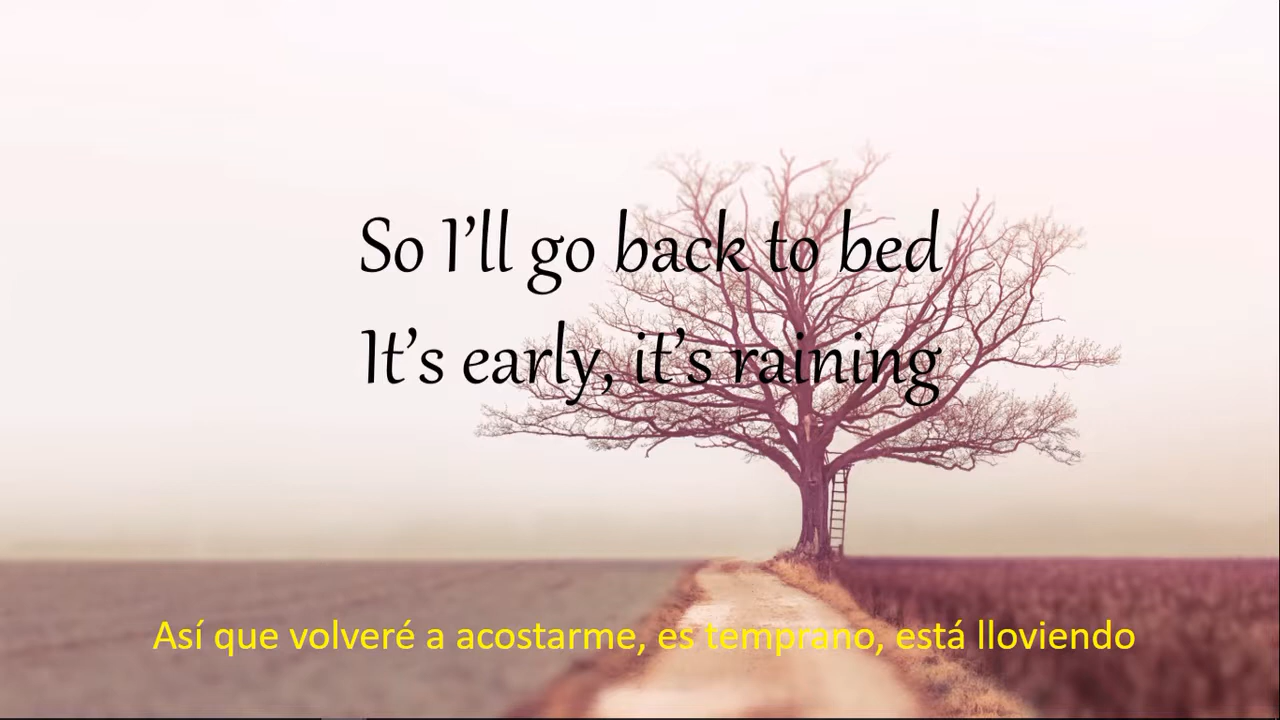 So I’ll go back to bed
It’s early, it’s raining
Así que volveré a acostarme, es temprano, está lloviendo